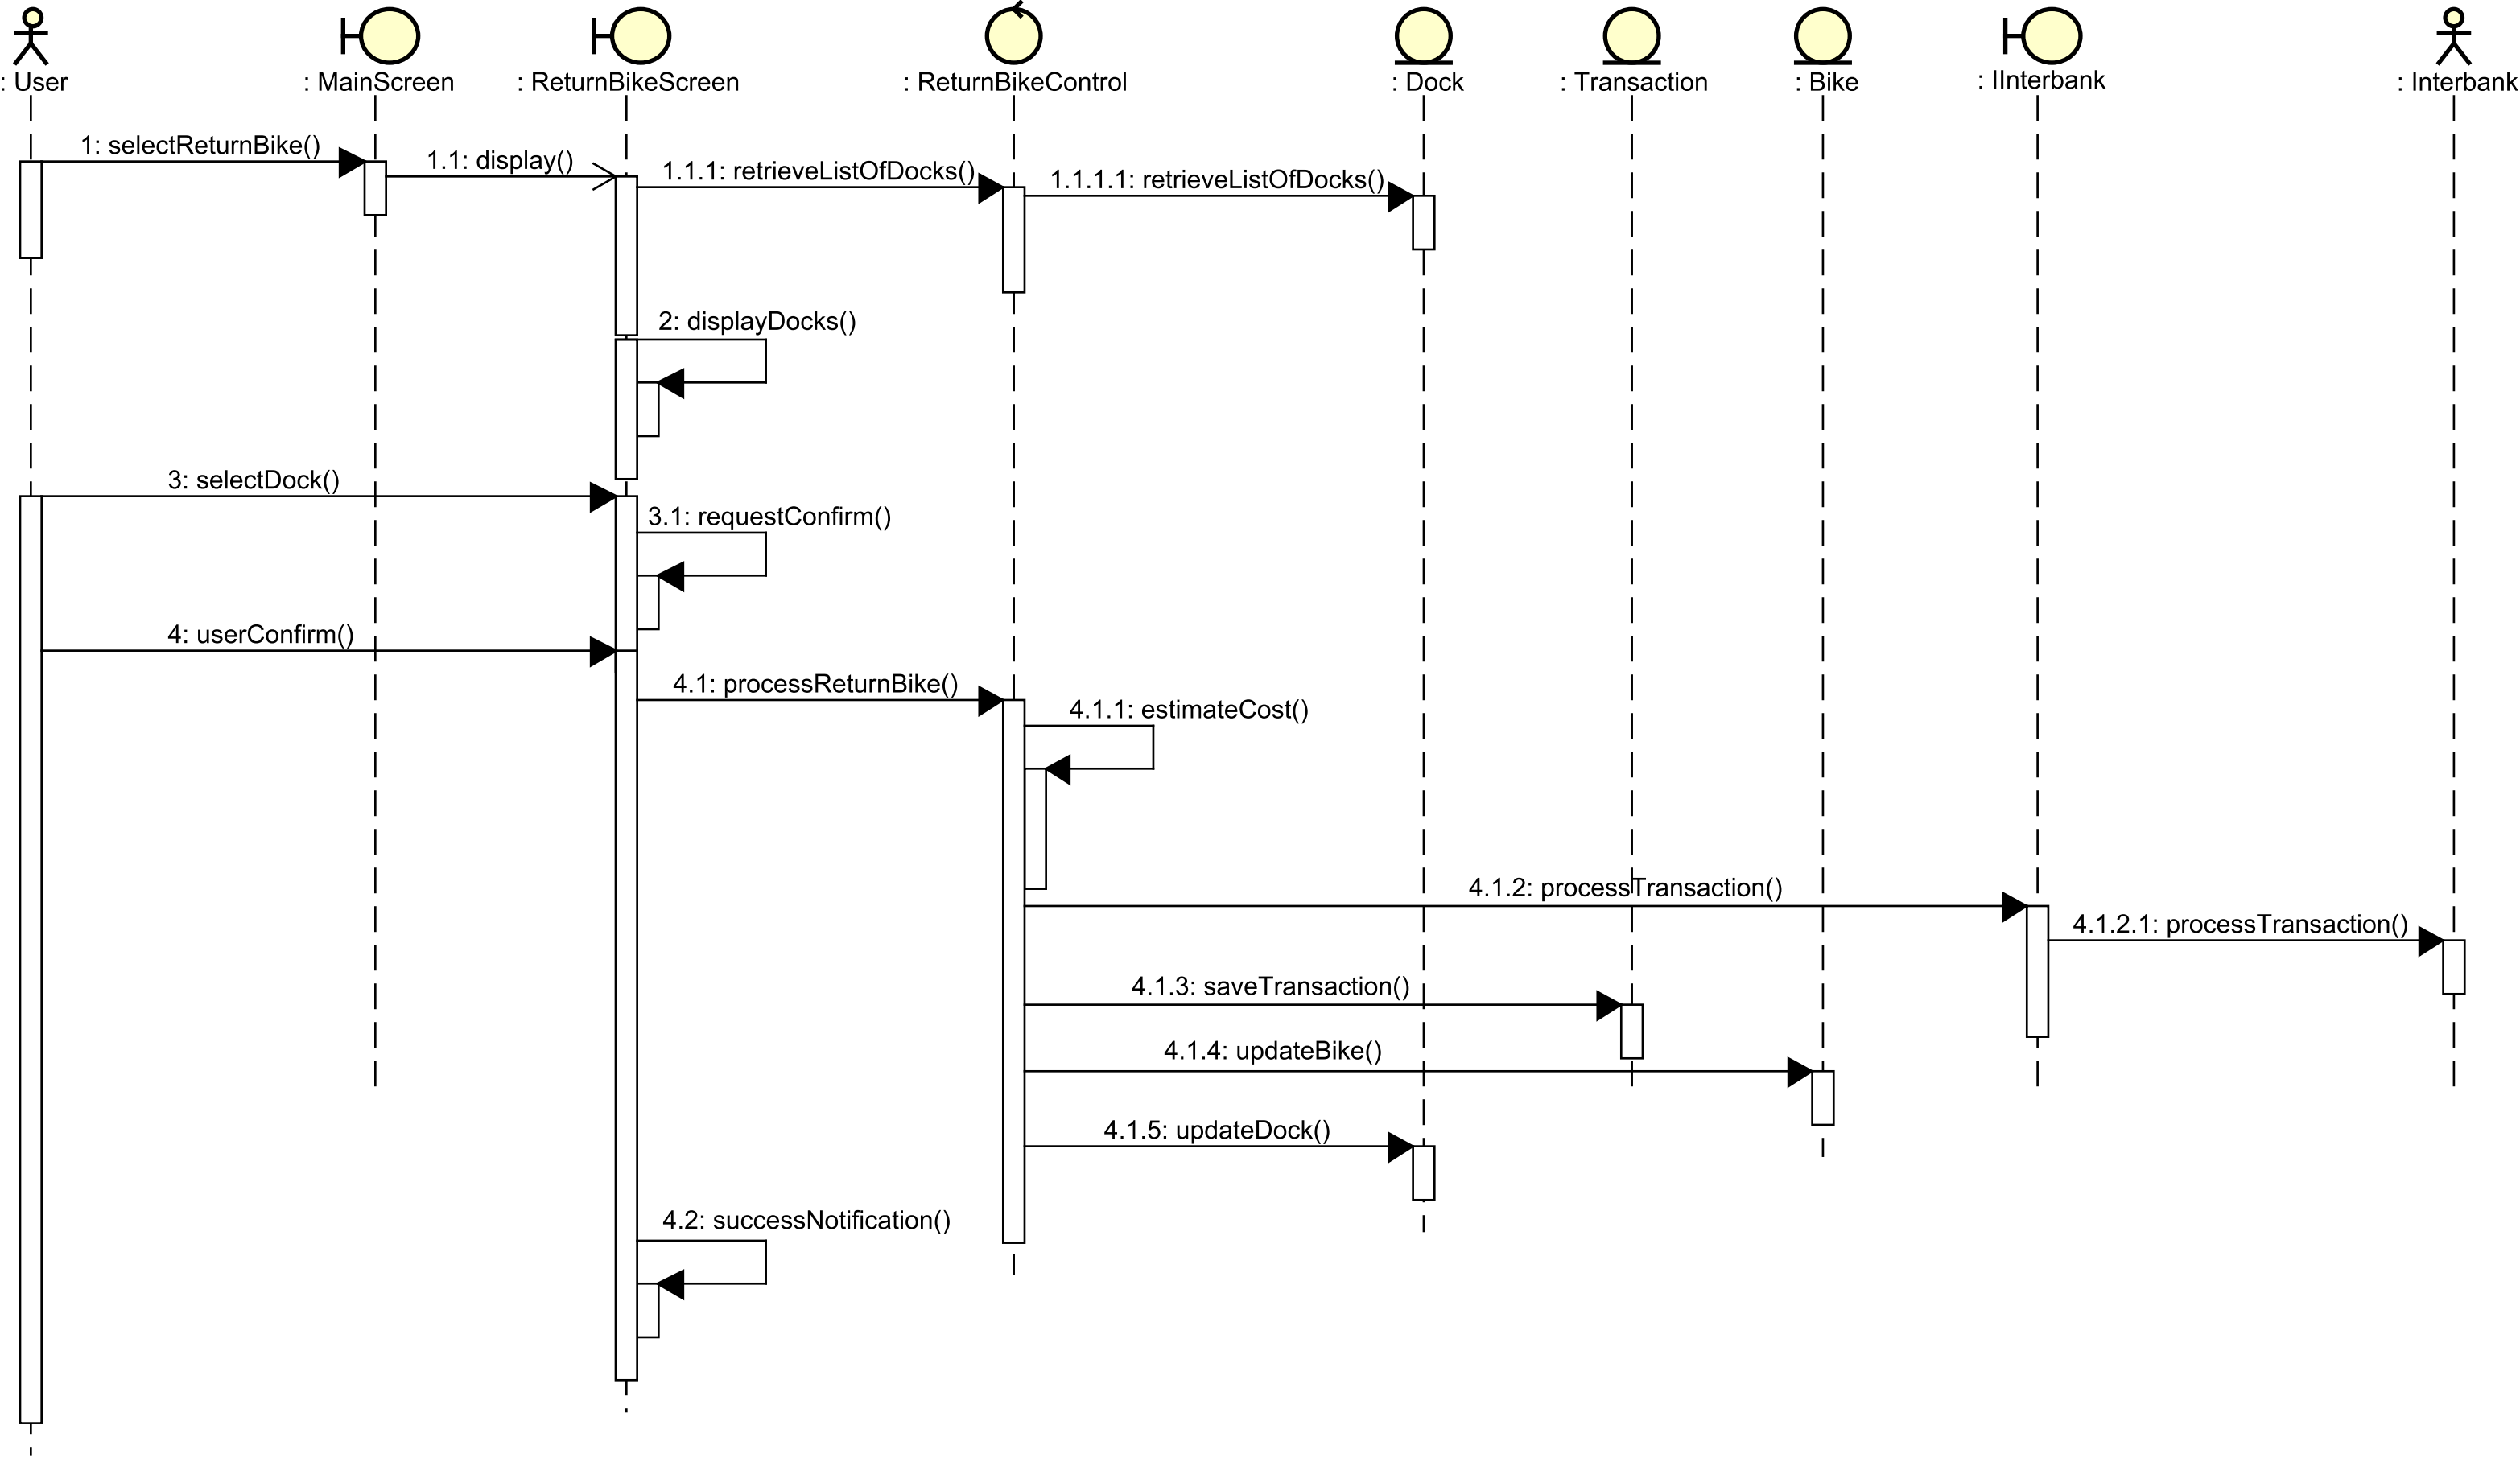 : User
: MainScreen
: ReturnBikeScreen
: ReturnBikeControl
: Dock
: Transaction
: Bike
: IInterbank
: Interbank
1: selectReturnBike()
1.1: display()
1.1.1: retrieveListOfDocks()
1.1.1.1: retrieveListOfDocks()
2: displayDocks()
3: selectDock()
3.1: requestConfirm()
4: userConfirm()
4.1: processReturnBike()
4.1.1: estimateCost()
4.1.2: processTransaction()
4.1.2.1: processTransaction()
4.1.3: saveTransaction()
4.1.4: updateBike()
4.1.5: updateDock()
4.2: successNotification()